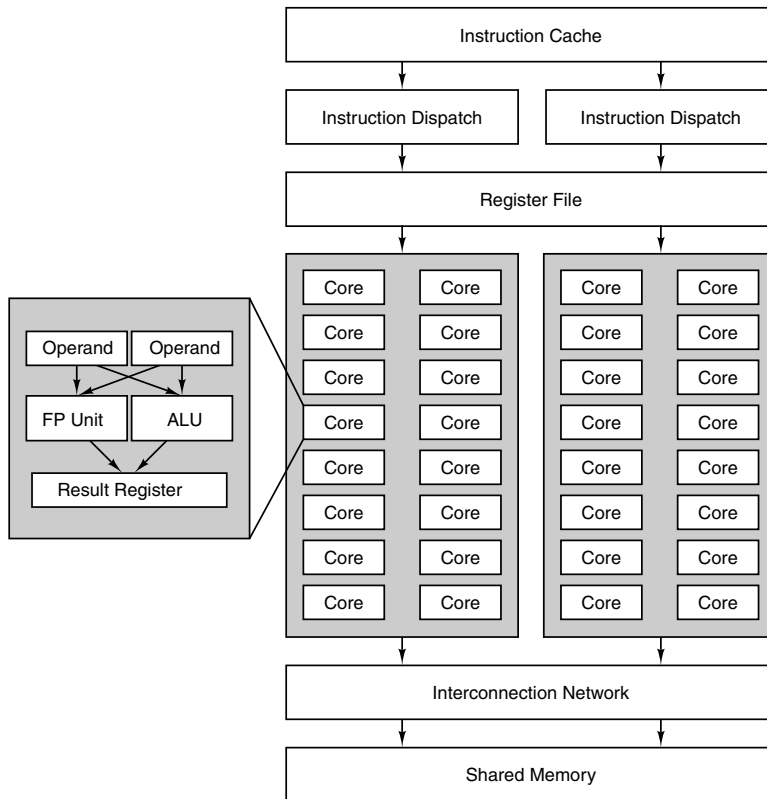 Instruction Cache
Instruction Dispatch Instruction Dispatch
Register File
Core Core Core Core
Core Core Core Core
Core Core Core Core
Core Core Core Core
Core Core Core Core
Core Core Core Core
Core Core Core Core
Core Core Core Core
Operand Operand
FP Unit ALU
Result Register
Interconnection Network
Shared Memory